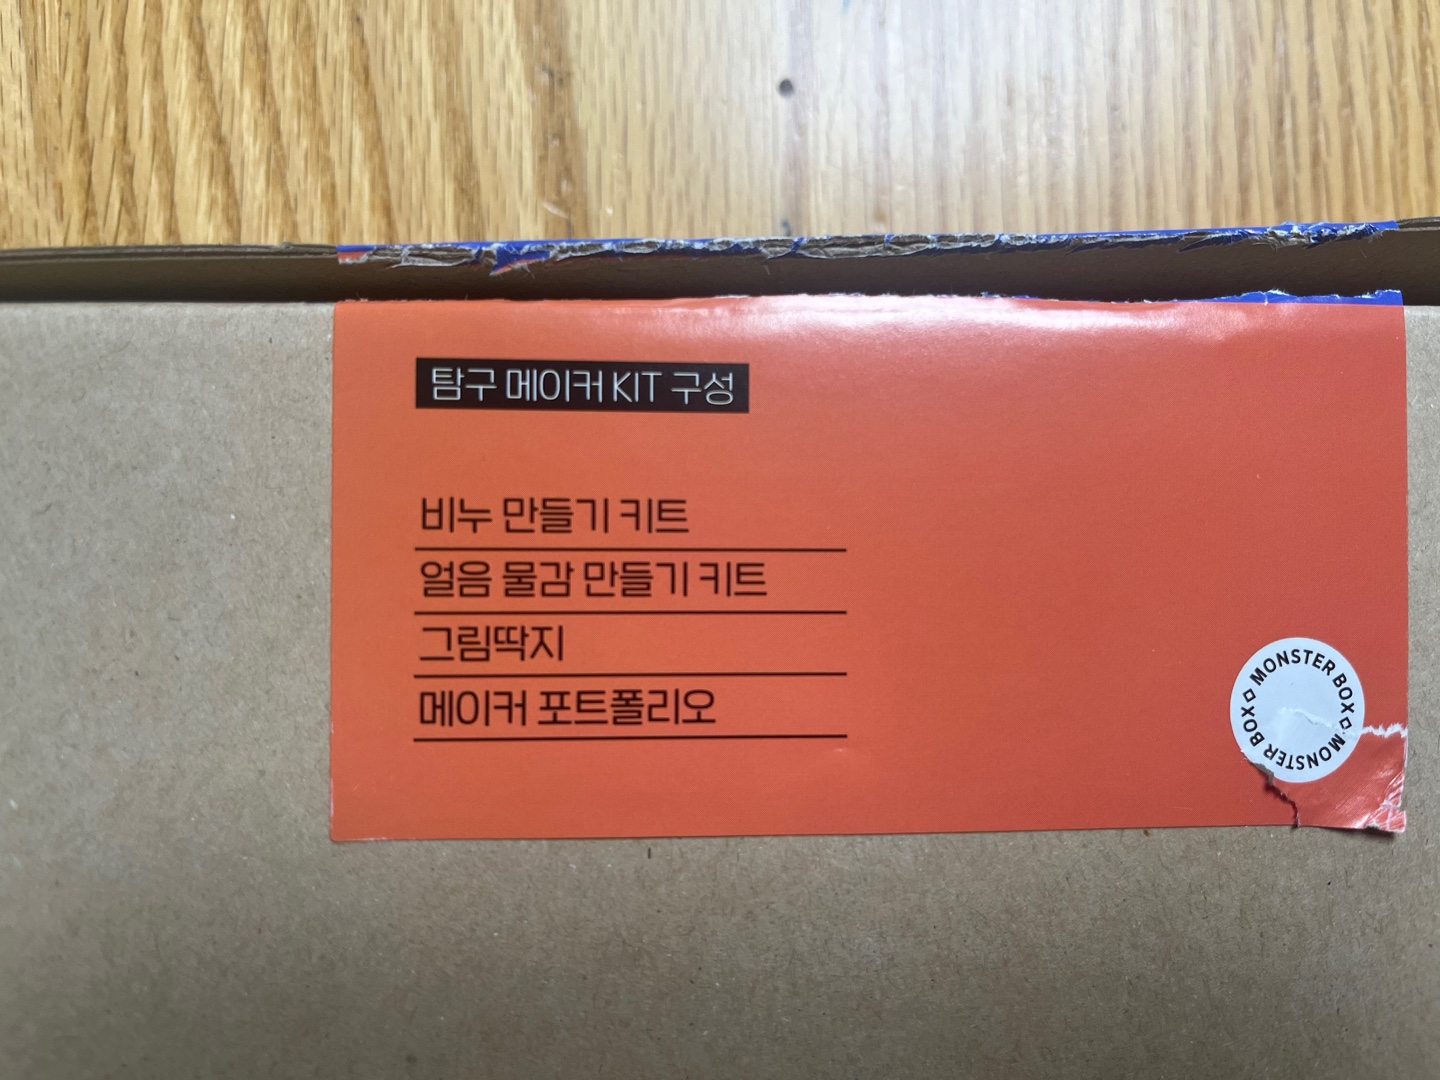 탐구 메이커 KIT 구성
비누 만들기 키트
얼음 물감 만들기 키트
그림딱지
메이커 포트폴리오
MONSTER BOX MONSTER BOX